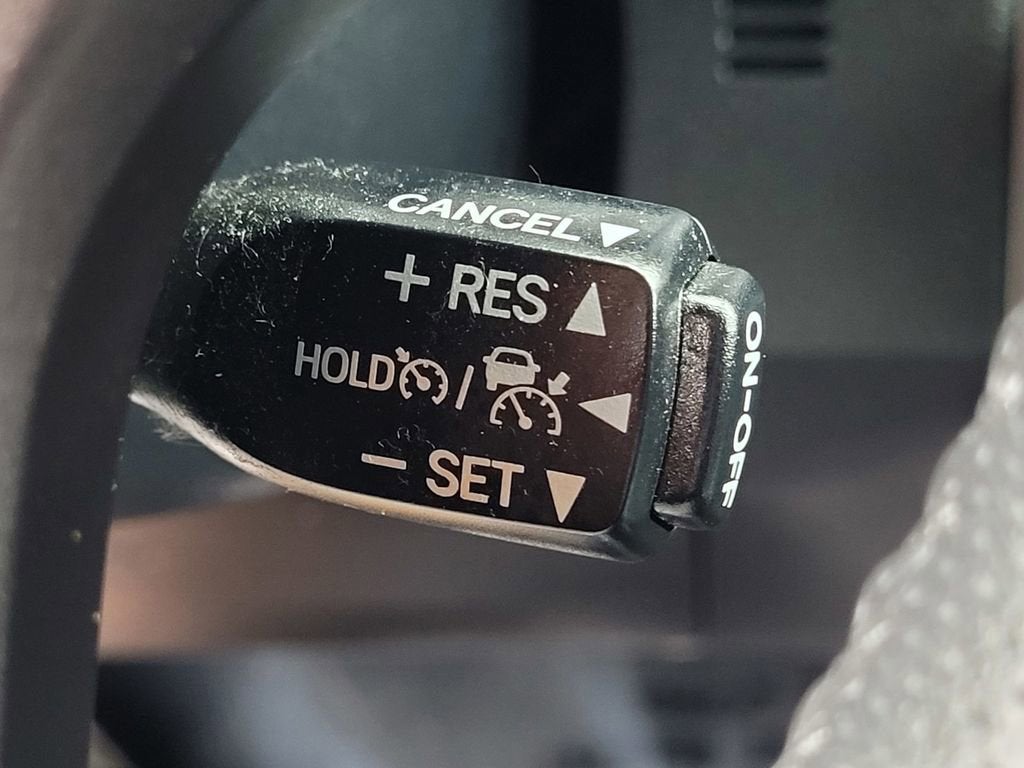 CANCEL ▼
+ RES ▲
HOLD / ◀
− SET ▼
ON-OFF